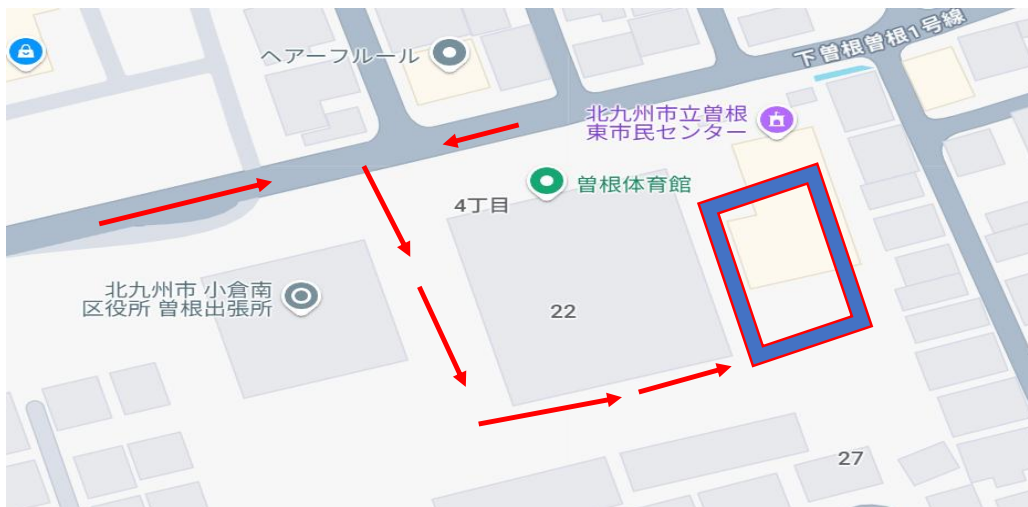 ヘアーフルール
下曽根曽根1号線
北九州市立曽根
東市民センター
曽根体育館
4丁目
北九州市 小倉南
区役所 曽根出張所
22
27